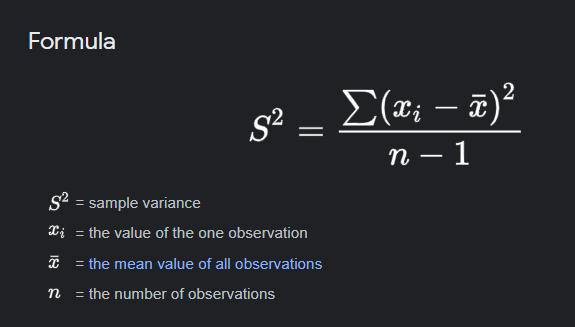 Formula
S² = ∑(xᵢ − x̄)² / n − 1
S² = sample variance
xᵢ = the value of the one observation
x̄ = the mean value of all observations
n = the number of observations